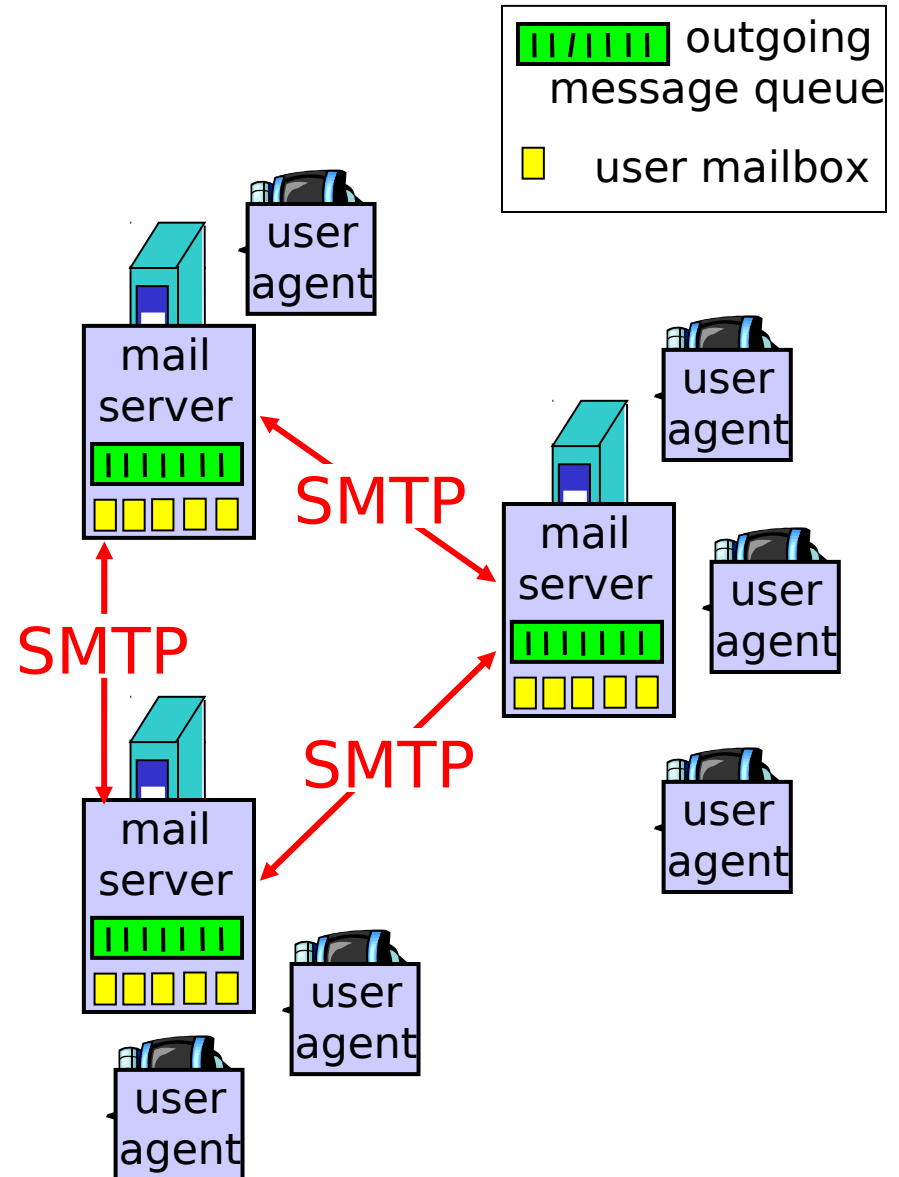 outgoing
message queue
user mailbox
user
agent
mail
server
user
agent
SMTP
mail
server
user
agent
SMTP
SMTP
user
agent
mail
server
user
agent
user
agent